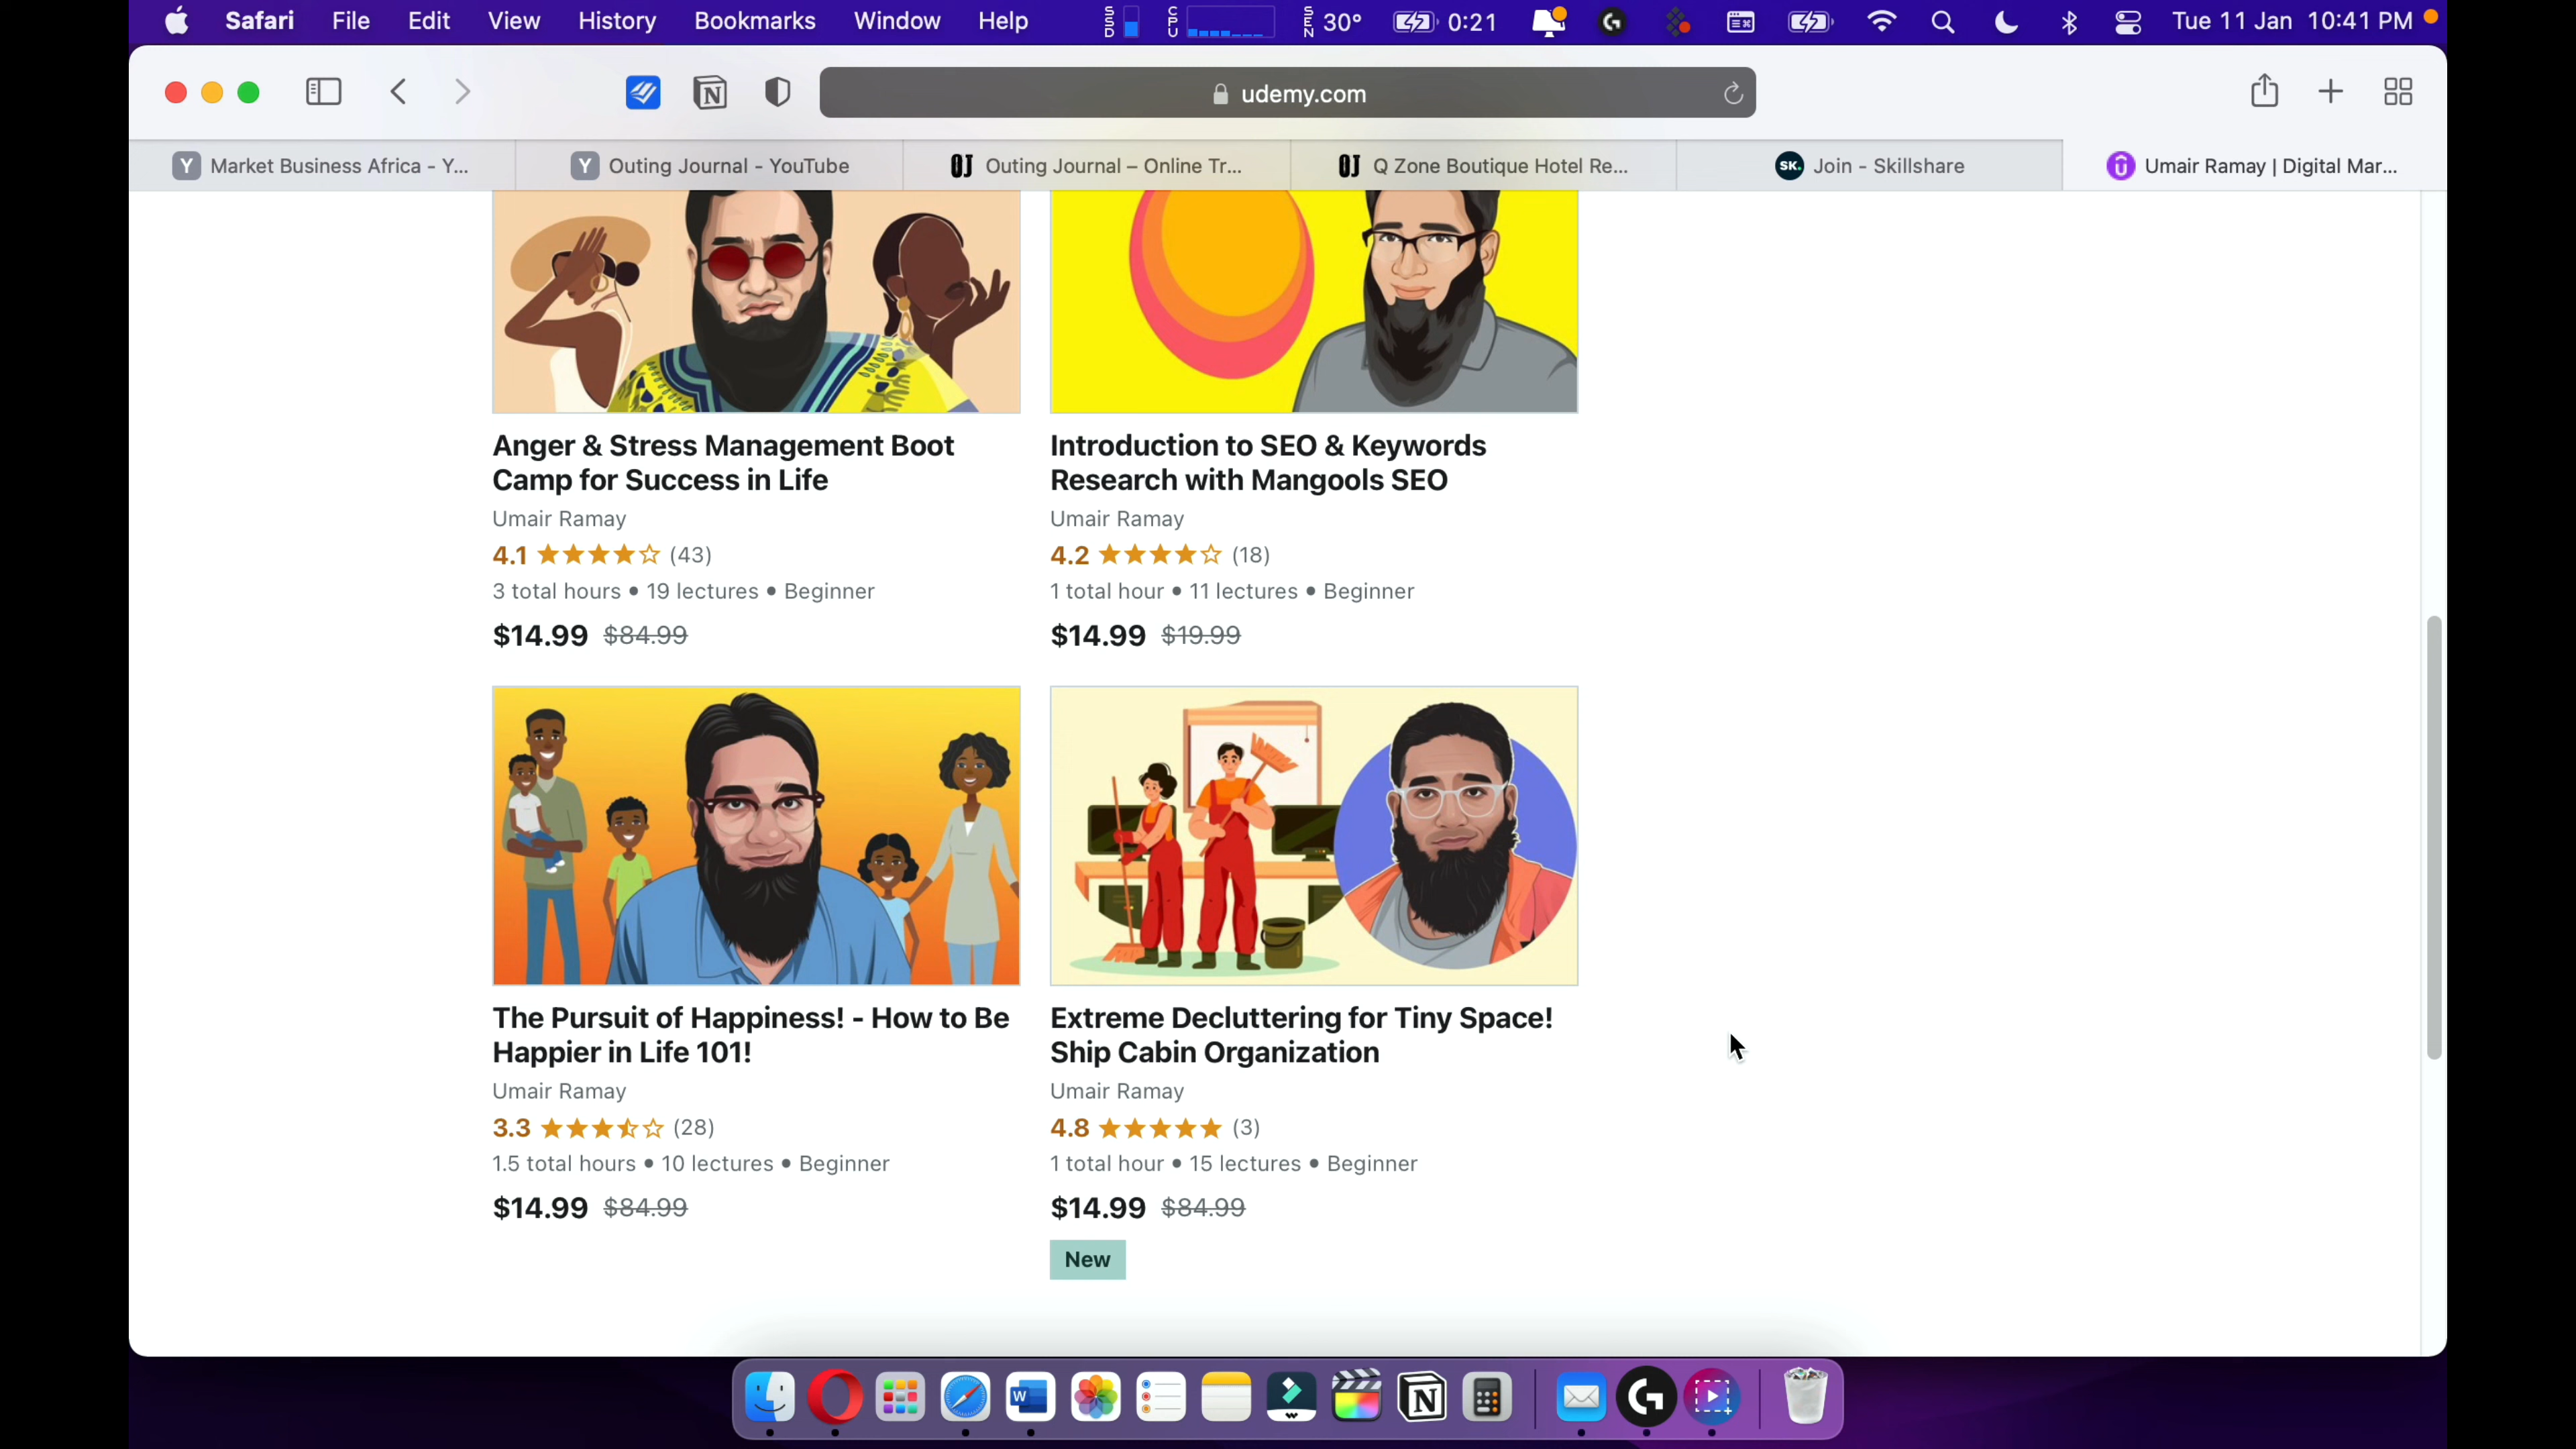 Safari File Edit View History Bookmarks Window Help SSD CPU SEN 30° 0:21 Tue 11 Jan 10:41 PM
udemy.com
Y Market Business Africa - Y... Y Outing Journal - YouTube OJ Outing Journal – Online Tr... OJ Q Zone Boutique Hotel Re... SK. Join - Skillshare Umair Ramay | Digital Mar...
Anger & Stress Management Boot
Camp for Success in Life
Umair Ramay
4.1 (43)
3 total hours • 19 lectures • Beginner
$14.99 $84.99
Introduction to SEO & Keywords
Research with Mangools SEO
Umair Ramay
4.2 (18)
1 total hour • 11 lectures • Beginner
$14.99 $19.99
The Pursuit of Happiness! - How to Be
Happier in Life 101!
Umair Ramay
3.3 (28)
1.5 total hours • 10 lectures • Beginner
$14.99 $84.99
Extreme Decluttering for Tiny Space!
Ship Cabin Organization
Umair Ramay
4.8 (3)
1 total hour • 15 lectures • Beginner
$14.99 $84.99
New